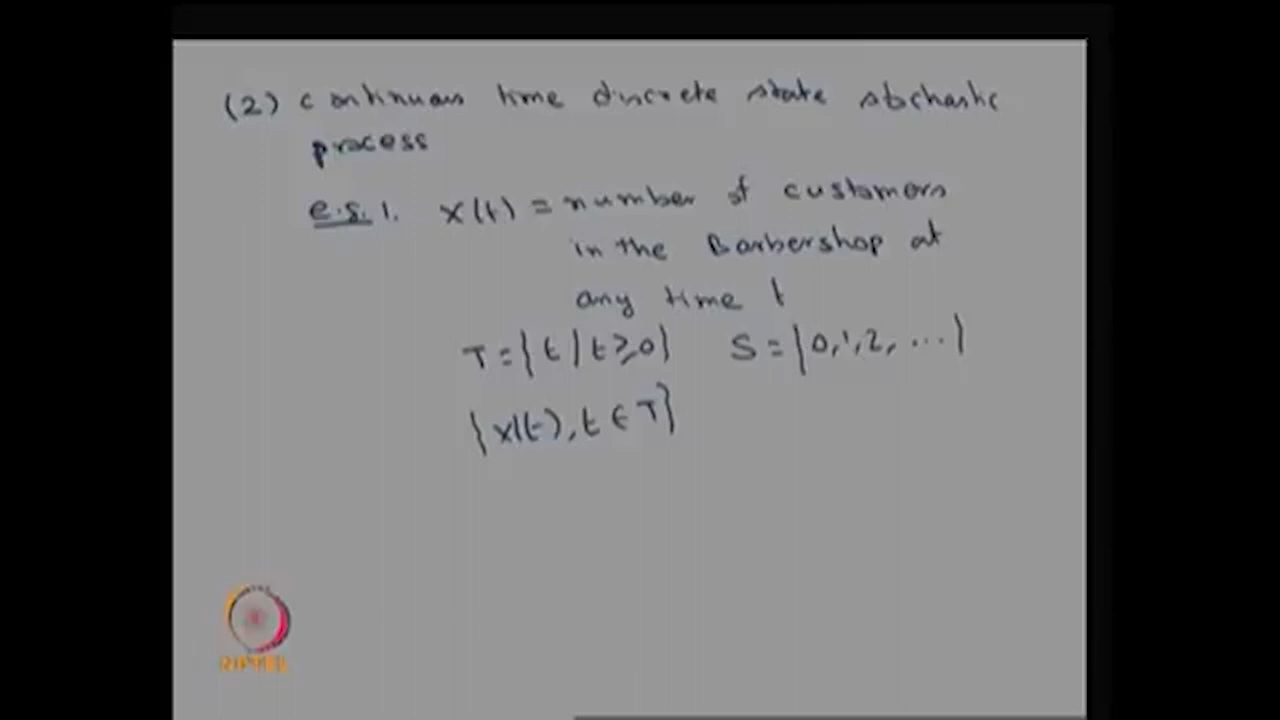 (2) continuous time discrete state stochastic
process
e.g. 1. X(t) = number of customers
in the Barbershop at
any time t
T = {t | t ≥ 0} S = {0, 1, 2, ...}
{X(t), t ∈ T}
NPTEL